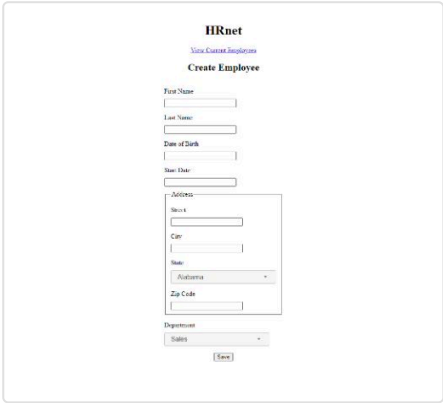 HRnet
View Current Employees
Create Employee
First Name
Last Name
Date of Birth
Start Date
Address
Street
City
State
Alabama
Zip Code
Department
Sales
Save